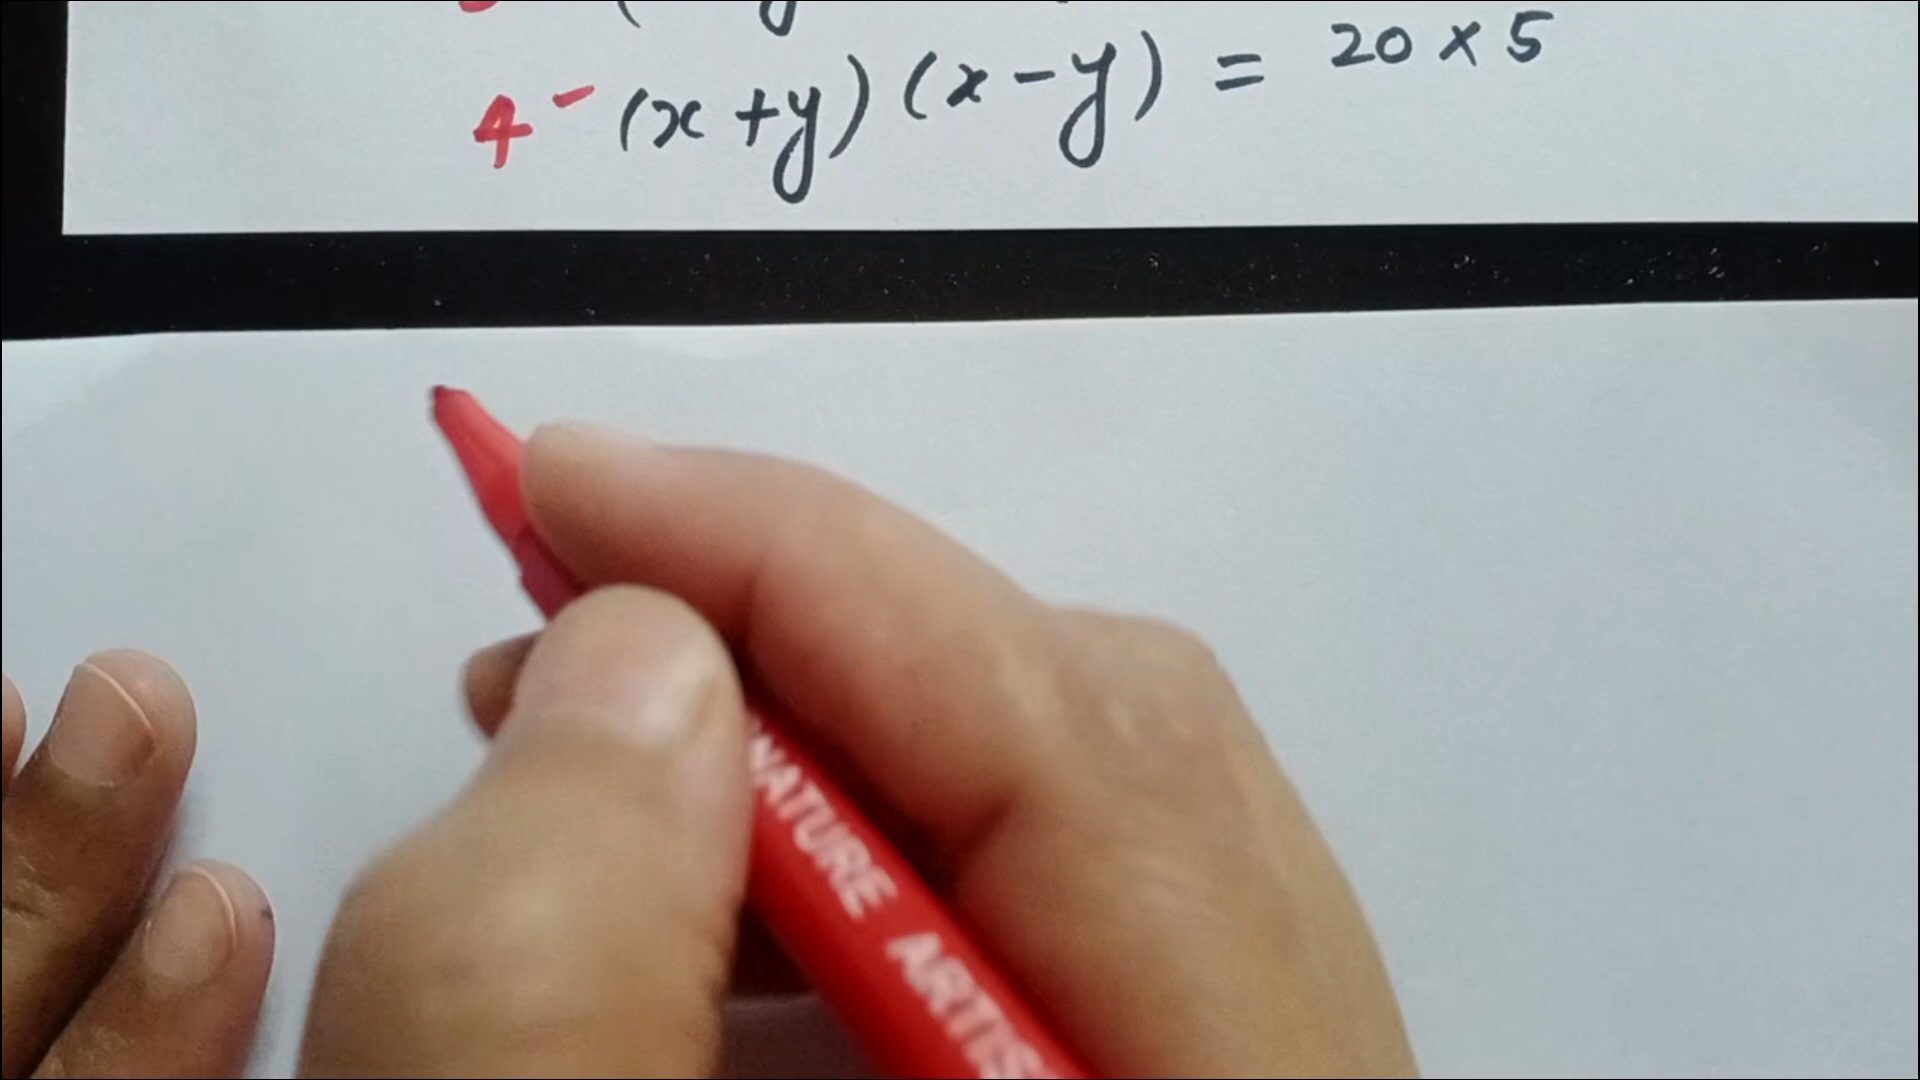 4- (x+y) (x-y) = 20 × 5
NATURE ARTIS